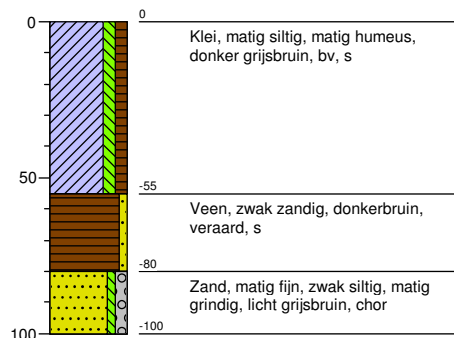 0
0
Klei, matig siltig, matig humeus,
donker grijsbruin, bv, s
50
-55
Veen, zwak zandig, donkerbruin,
veraard, s
-80
Zand, matig fijn, zwak siltig, matig
grindig, licht grijsbruin, chor
100
-100